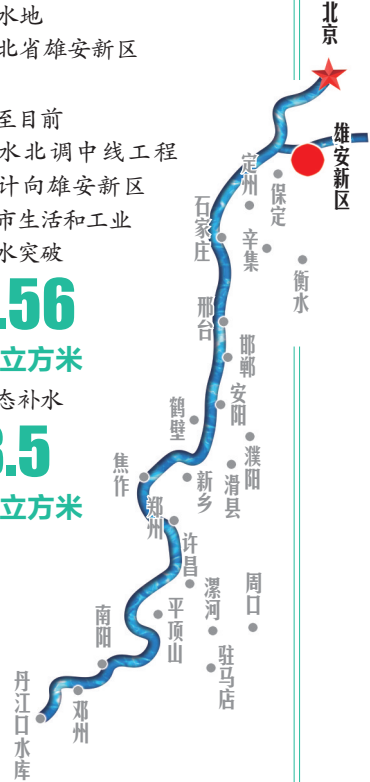 水地
北省雄安新区
至目前
水北调中线工程
计向雄安新区
市生活和工业
水突破
.56
立方米
态补水
3.5
立方米
北京
雄安新区
定州
保定
石家庄
辛集
衡水
邢台
邯郸
安阳
鹤壁
濮阳
滑县
新乡
焦作
郑州
许昌
漯河
周口
平顶山
驻马店
南阳
邓州
丹江口水库